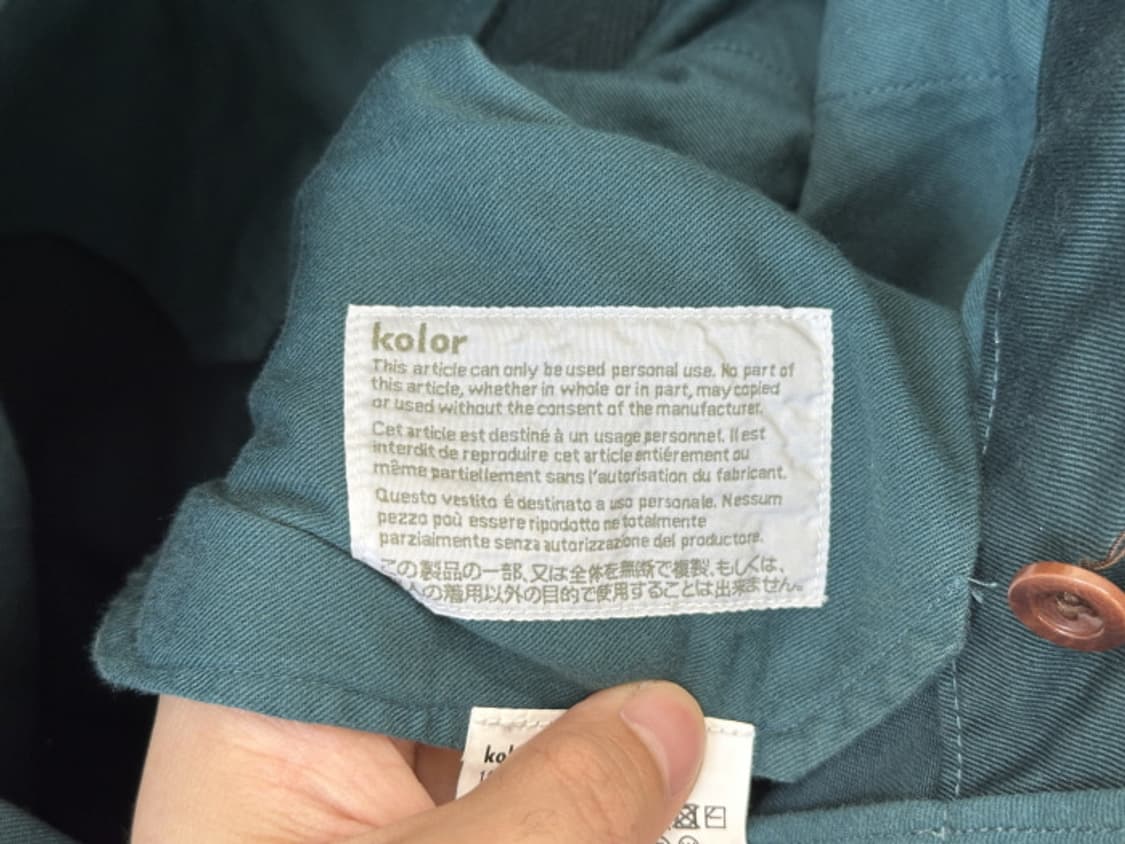 kolor
This article can only be used personal use. No part of
this article, whether in whole or in part, may copied
or used without the consent of the manufacturer.
Cet article est destiné à un usage personnel. Il est
interdit de reproduire cet article entiérement ou
même partiellement sans l'autorisation du fabricant.
Questo vestito é destinato a uso personale. Nessum
pezzo poù essere ripodotto ne totalmente
parziaimente senza autorizzazione del productore.
この製品の一部、又は全体を無断で複製、もしくは、
人の着用以外の目的で使用することは出来ません。